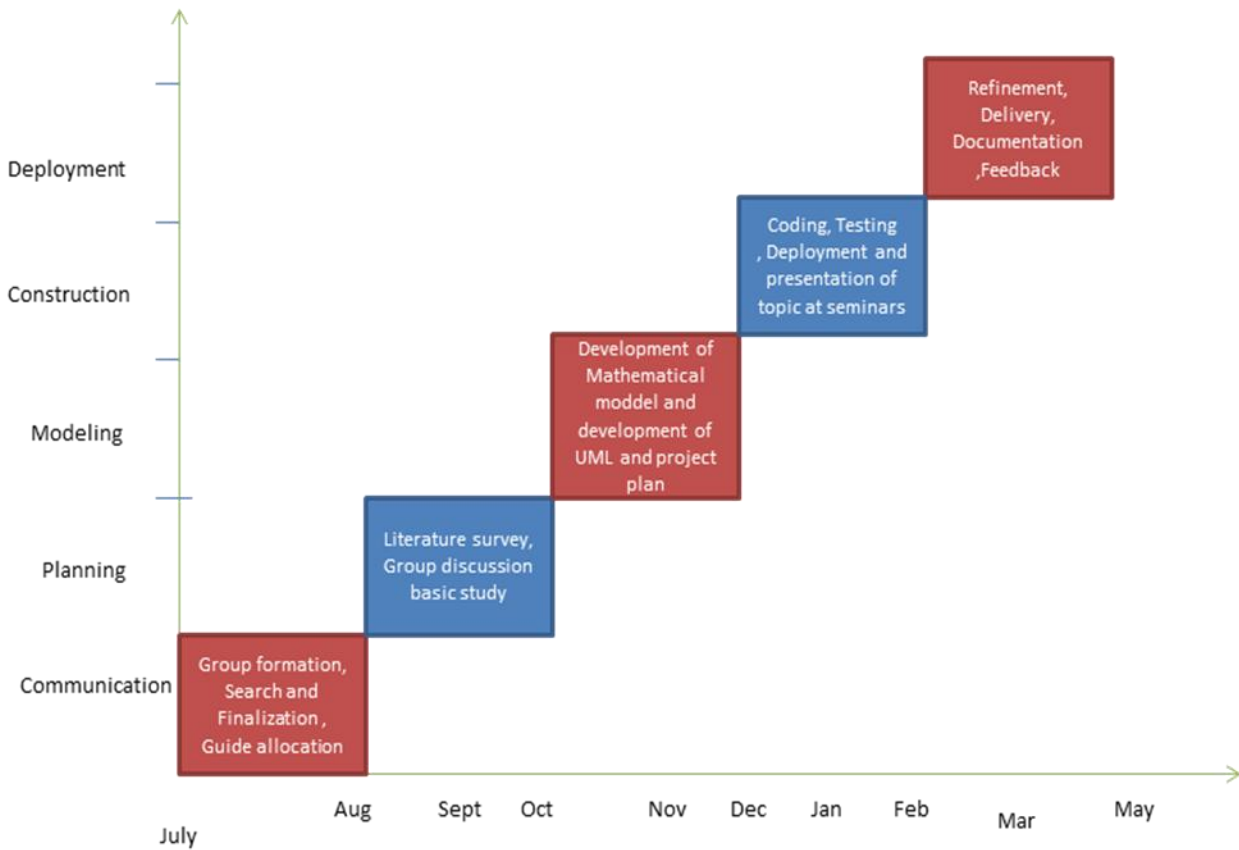 Refinement,
Delivery,
Documentation
,Feedback
Deployment
Coding, Testing
, Deployment and
presentation of
topic at seminars
Construction
Development of
Mathematical
moddel and
development of
UML and project
plan
Modeling
Literature survey,
Group discussion
basic study
Planning
Group formation,
Search and
Finalization ,
Guide allocation
Communication
July
Aug
Sept
Oct
Nov
Dec
Jan
Feb
Mar
May